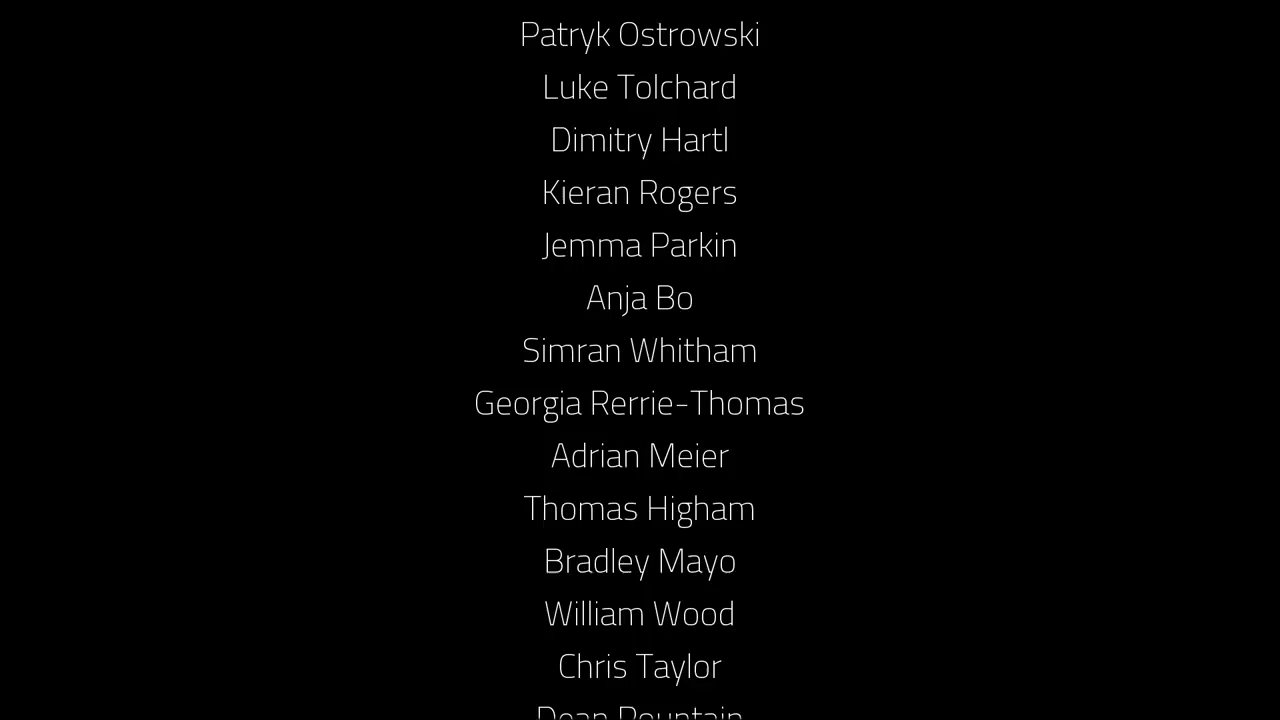 Patryk Ostrowski
Luke Tolchard
Dimitry Hartl
Kieran Rogers
Jemma Parkin
Anja Bo
Simran Whitham
Georgia Rerrie-Thomas
Adrian Meier
Thomas Higham
Bradley Mayo
William Wood
Chris Taylor
Dean